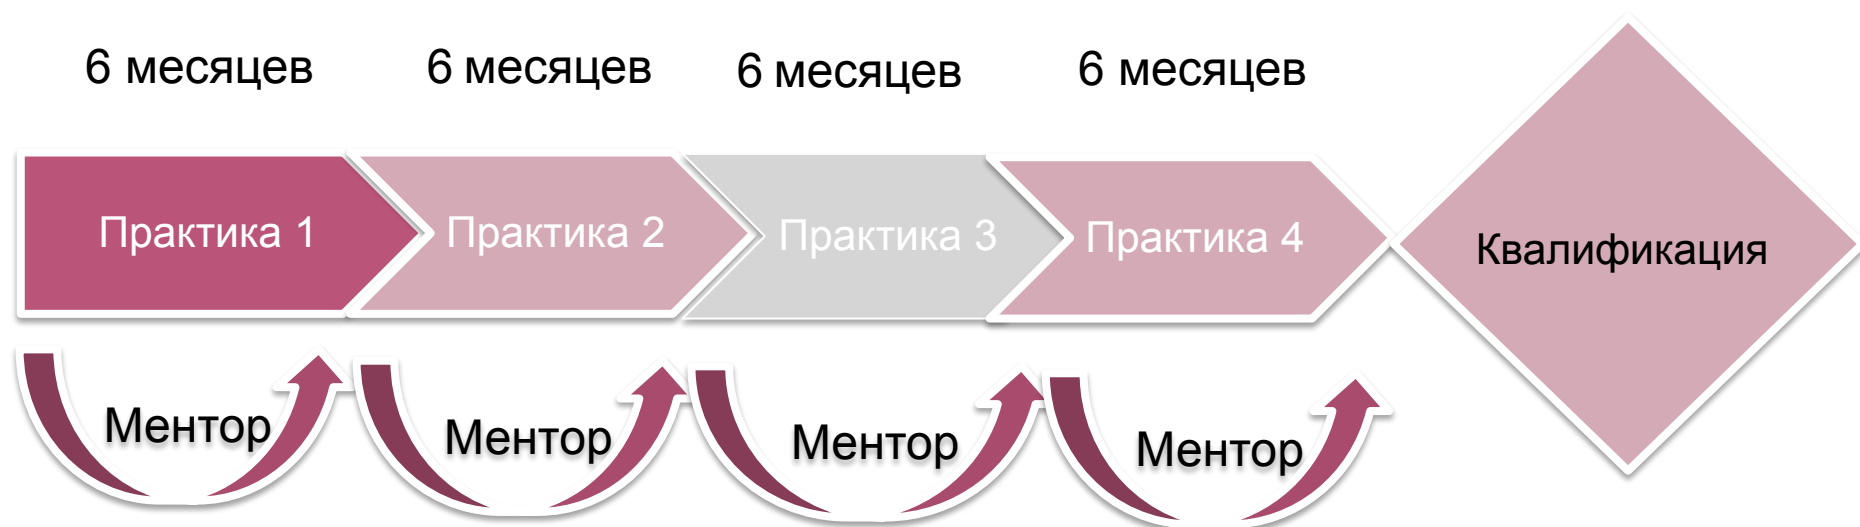 6 месяцев
6 месяцев
6 месяцев
6 месяцев
Практика 1
Практика 2
Практика 3
Практика 4
Квалификация
Ментор
Ментор
Ментор
Ментор